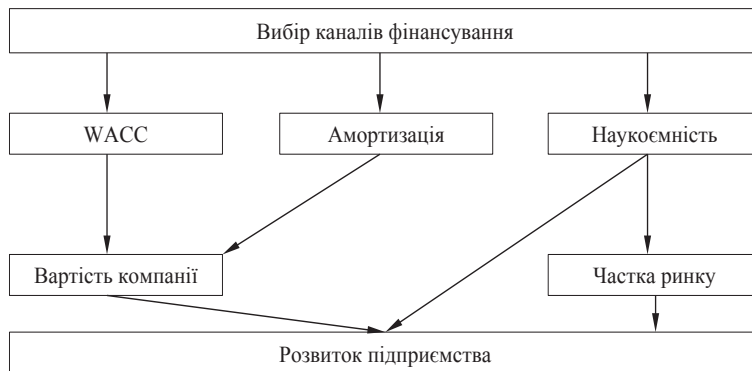 Вибір каналів фінансування
WACC
Амортизація
Наукоємність
Вартість компанії
Частка ринку
Розвиток підприємства